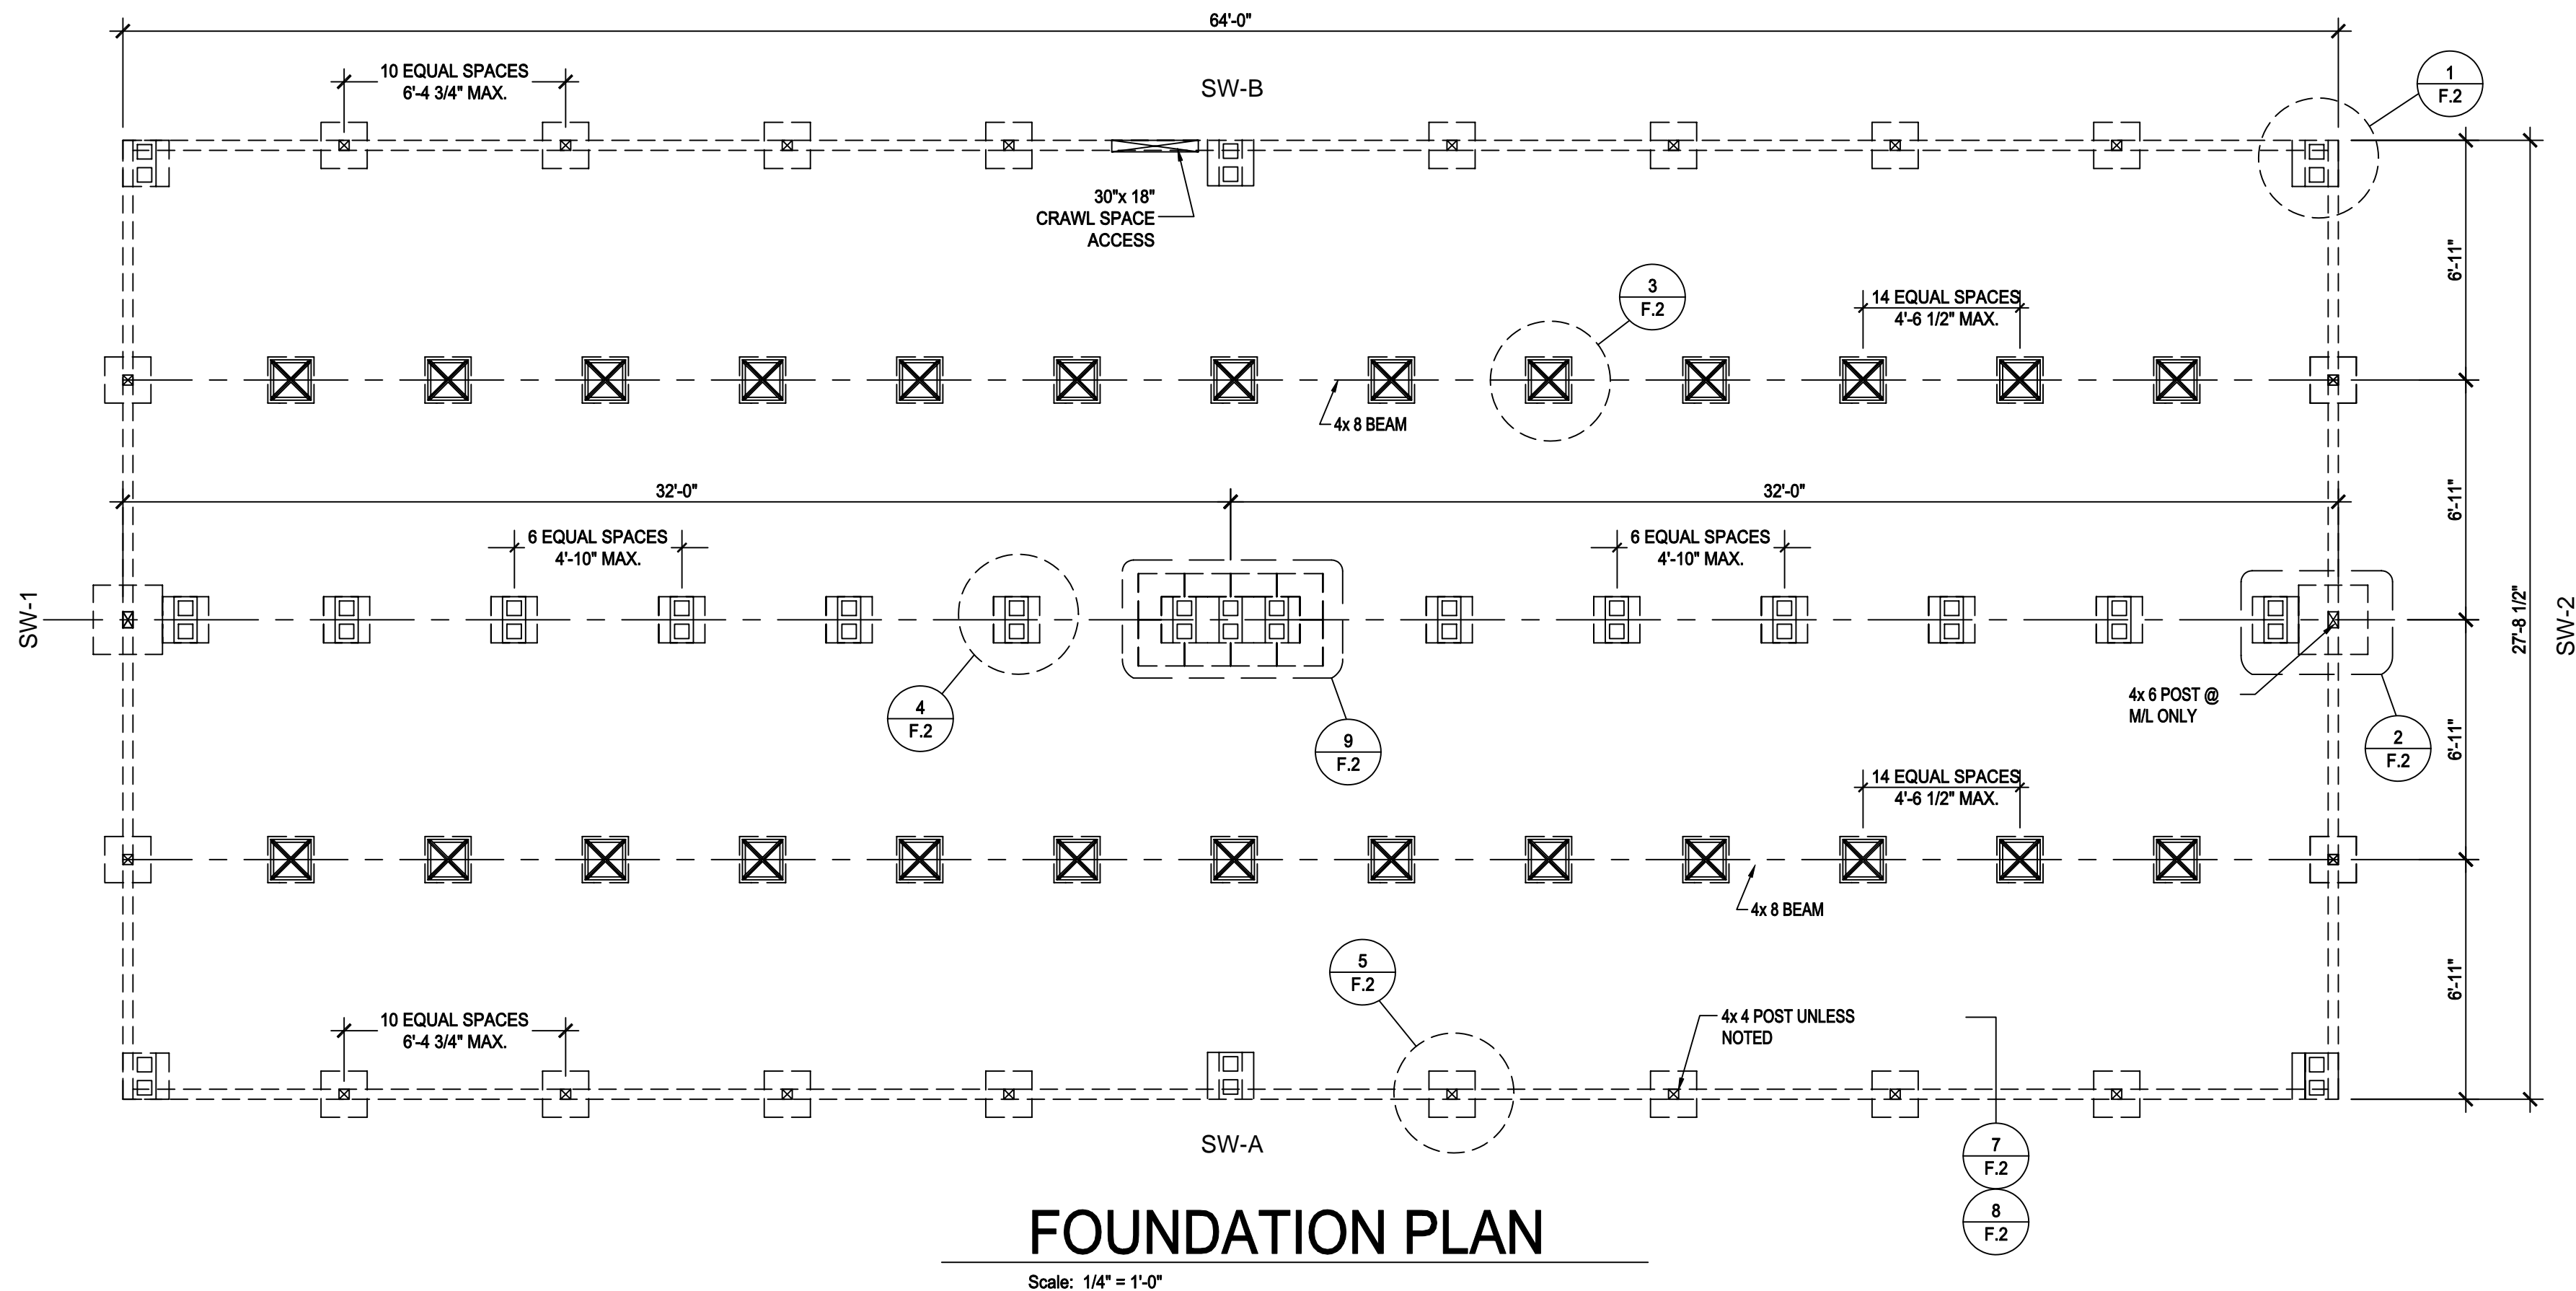 64'-0"
10 EQUAL SPACES
6'-4 3/4" MAX.
SW-B
1
F.2
30"x 18"
CRAWL SPACE
ACCESS
6'-11"
3
F.2
14 EQUAL SPACES
4'-6 1/2" MAX.
4x 8 BEAM
32'-0"
32'-0"
6'-11"
6 EQUAL SPACES
4'-10" MAX.
6 EQUAL SPACES
4'-10" MAX.
SW-1
27'-8 1/2"
SW-2
4
F.2
9
F.2
4x 6 POST @
M/L ONLY
2
F.2
6'-11"
14 EQUAL SPACES
4'-6 1/2" MAX.
4x 8 BEAM
5
F.2
6'-11"
10 EQUAL SPACES
6'-4 3/4" MAX.
4x 4 POST UNLESS
NOTED
SW-A
7
F.2
8
F.2
FOUNDATION PLAN
Scale: 1/4" = 1'-0"